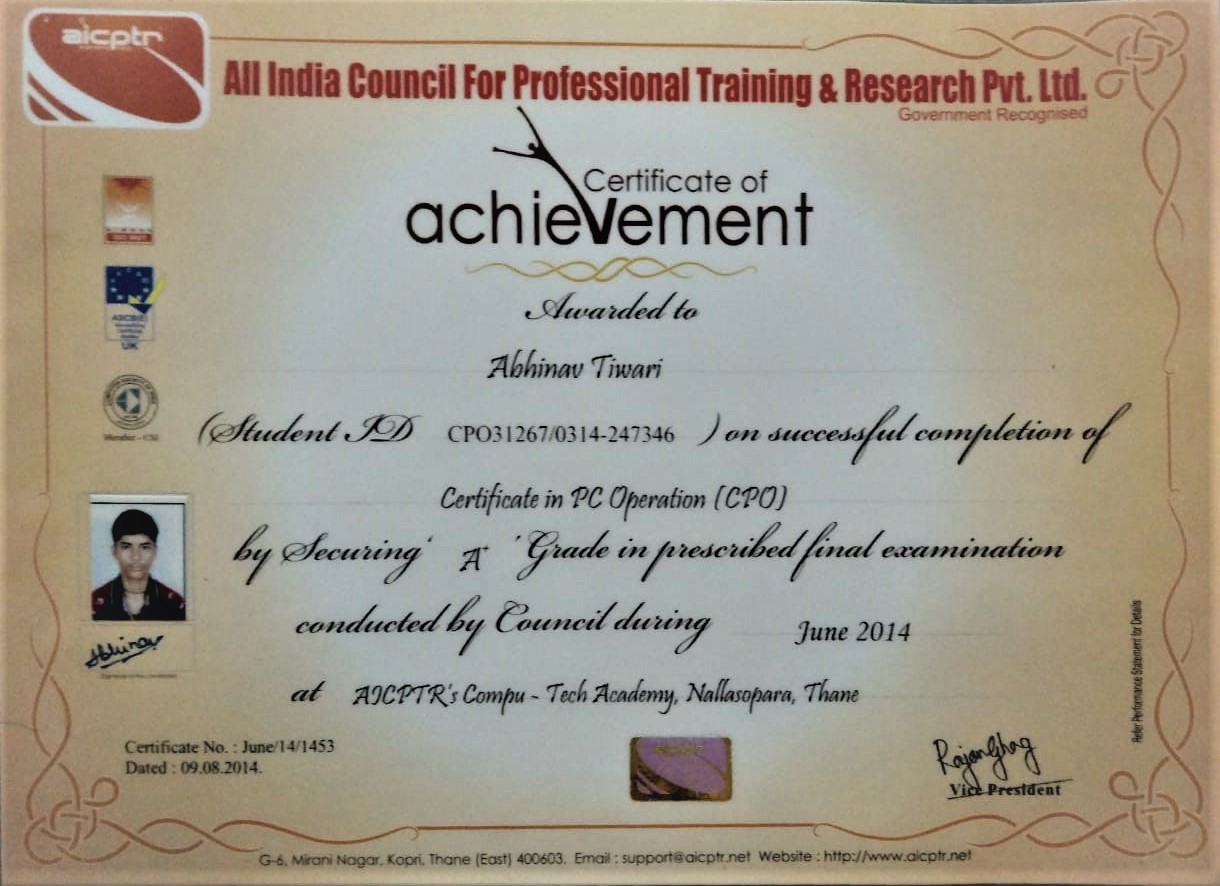 aicptr
All India Council For Professional Training & Research Pvt. Ltd.
Government Recognised
Certificate of
achievement
Awarded to
Abhinav Tiwari
(Student ID CPO31267/0314-247346 ) on successful completion of
Certificate in PC Operation (CPO)
by Securing ' A+ ' Grade in prescribed final examination
conducted by Council during June 2014
at AICPTR's Compu - Tech Academy, Nallasopara, Thane
UK
Member - CSI
Abhinav
Certificate No. : June/14/1453
Dated : 09.08.2014.
aicptr
Rajan Ghag
Vice President
Refer Performance Statement for Details
G-6, Mirani Nagar, Kopri, Thane (East) 400603. Email : support@aicptr.net Website : http://www.aicptr.net